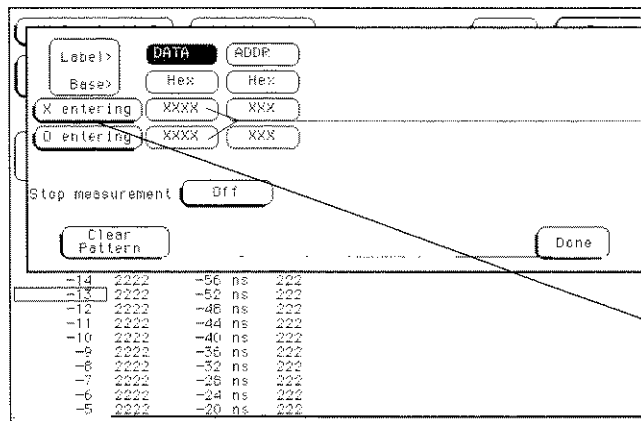 Label> DATA ADDR
Base> Hex Hex
X entering XXXX XXX
O entering XXXX XXX
Stop measurement Off
Clear Pattern Done
-14 2222 -56 ns 222
-13 2222 -52 ns 222
-12 2222 -48 ns 222
-11 2222 -44 ns 222
-10 2222 -40 ns 222
-9 2222 -36 ns 222
-8 2222 -32 ns 222
-7 2222 -28 ns 222
-6 2222 -24 ns 222
-5 2222 -20 ns 222